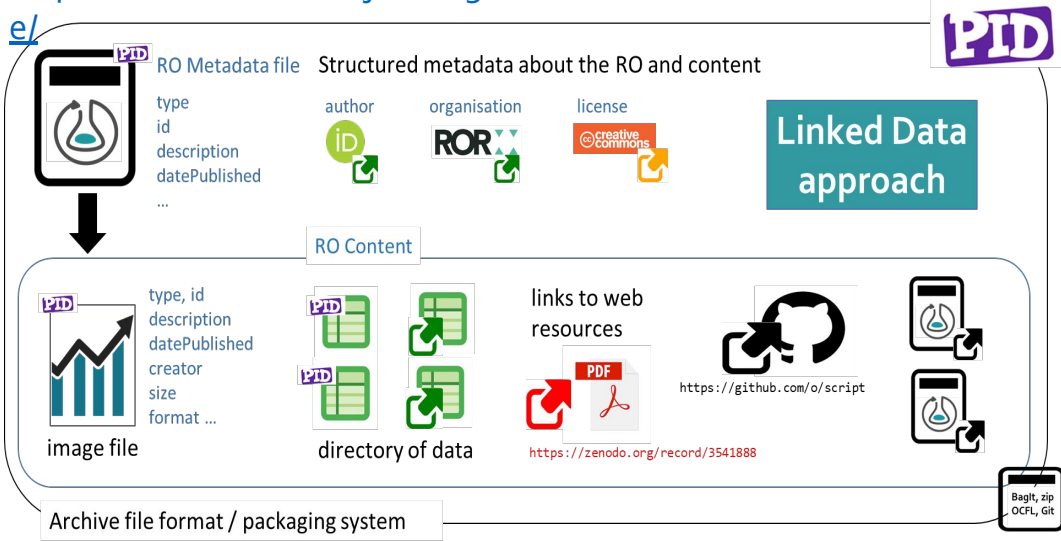 e/
PID
PID
RO Metadata file
Structured metadata about the RO and content
type
id
description
datePublished
...
author
organisation
license
iD
ROR
cc creative commons
Linked Data
approach
RO Content
PID
type, id
description
datePublished
creator
size
format ...
image file
PID
PID
directory of data
links to web
resources
PDF
https://zenodo.org/record/3541888
https://github.com/o/script
BagIt, zip
OCFL, Git
Archive file format / packaging system